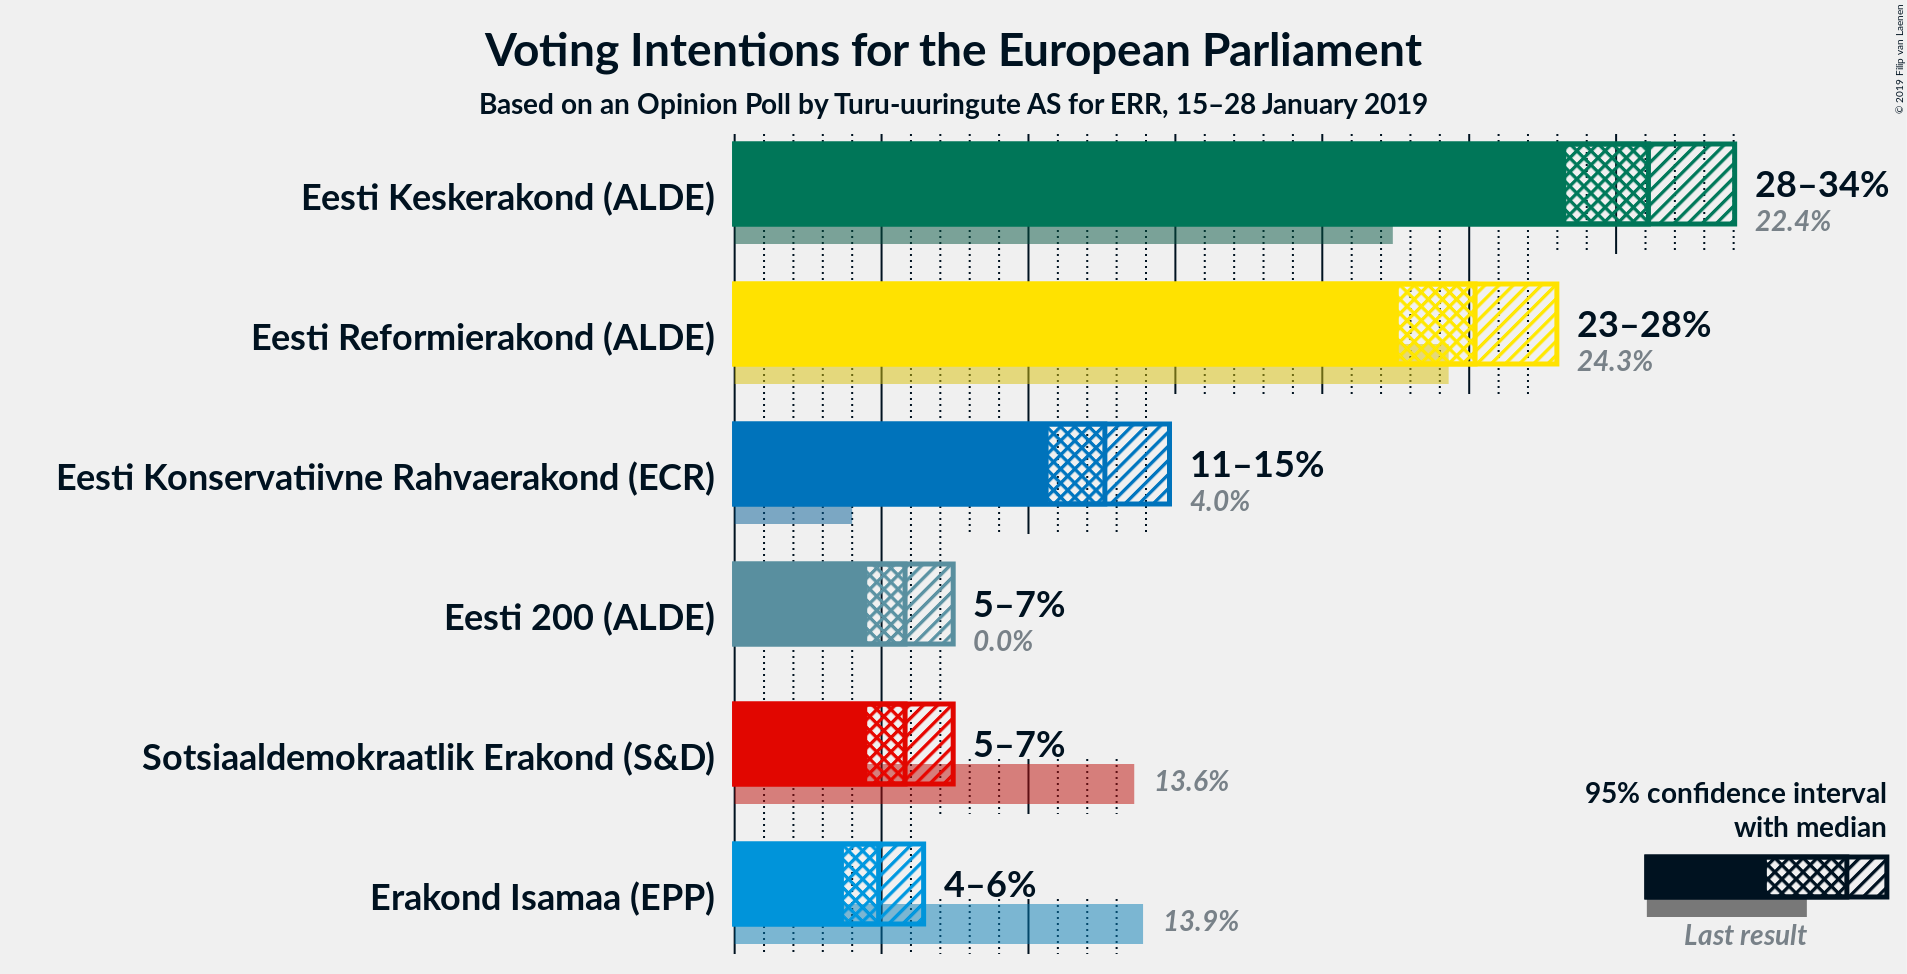 Voting Intentions for the European Parliament
Based on an Opinion Poll by Turu-uuringute AS for ERR, 15–28 January 2019
© 2019 Filip van Laenen
Eesti Keskerakond (ALDE)
28–34%
22.4%
Eesti Reformierakond (ALDE)
23–28%
24.3%
Eesti Konservatiivne Rahvaerakond (ECR)
11–15%
4.0%
Eesti 200 (ALDE)
5–7%
0.0%
Sotsiaaldemokraatlik Erakond (S&D)
5–7%
13.6%
Erakond Isamaa (EPP)
4–6%
13.9%
95% confidence interval
with median
Last result